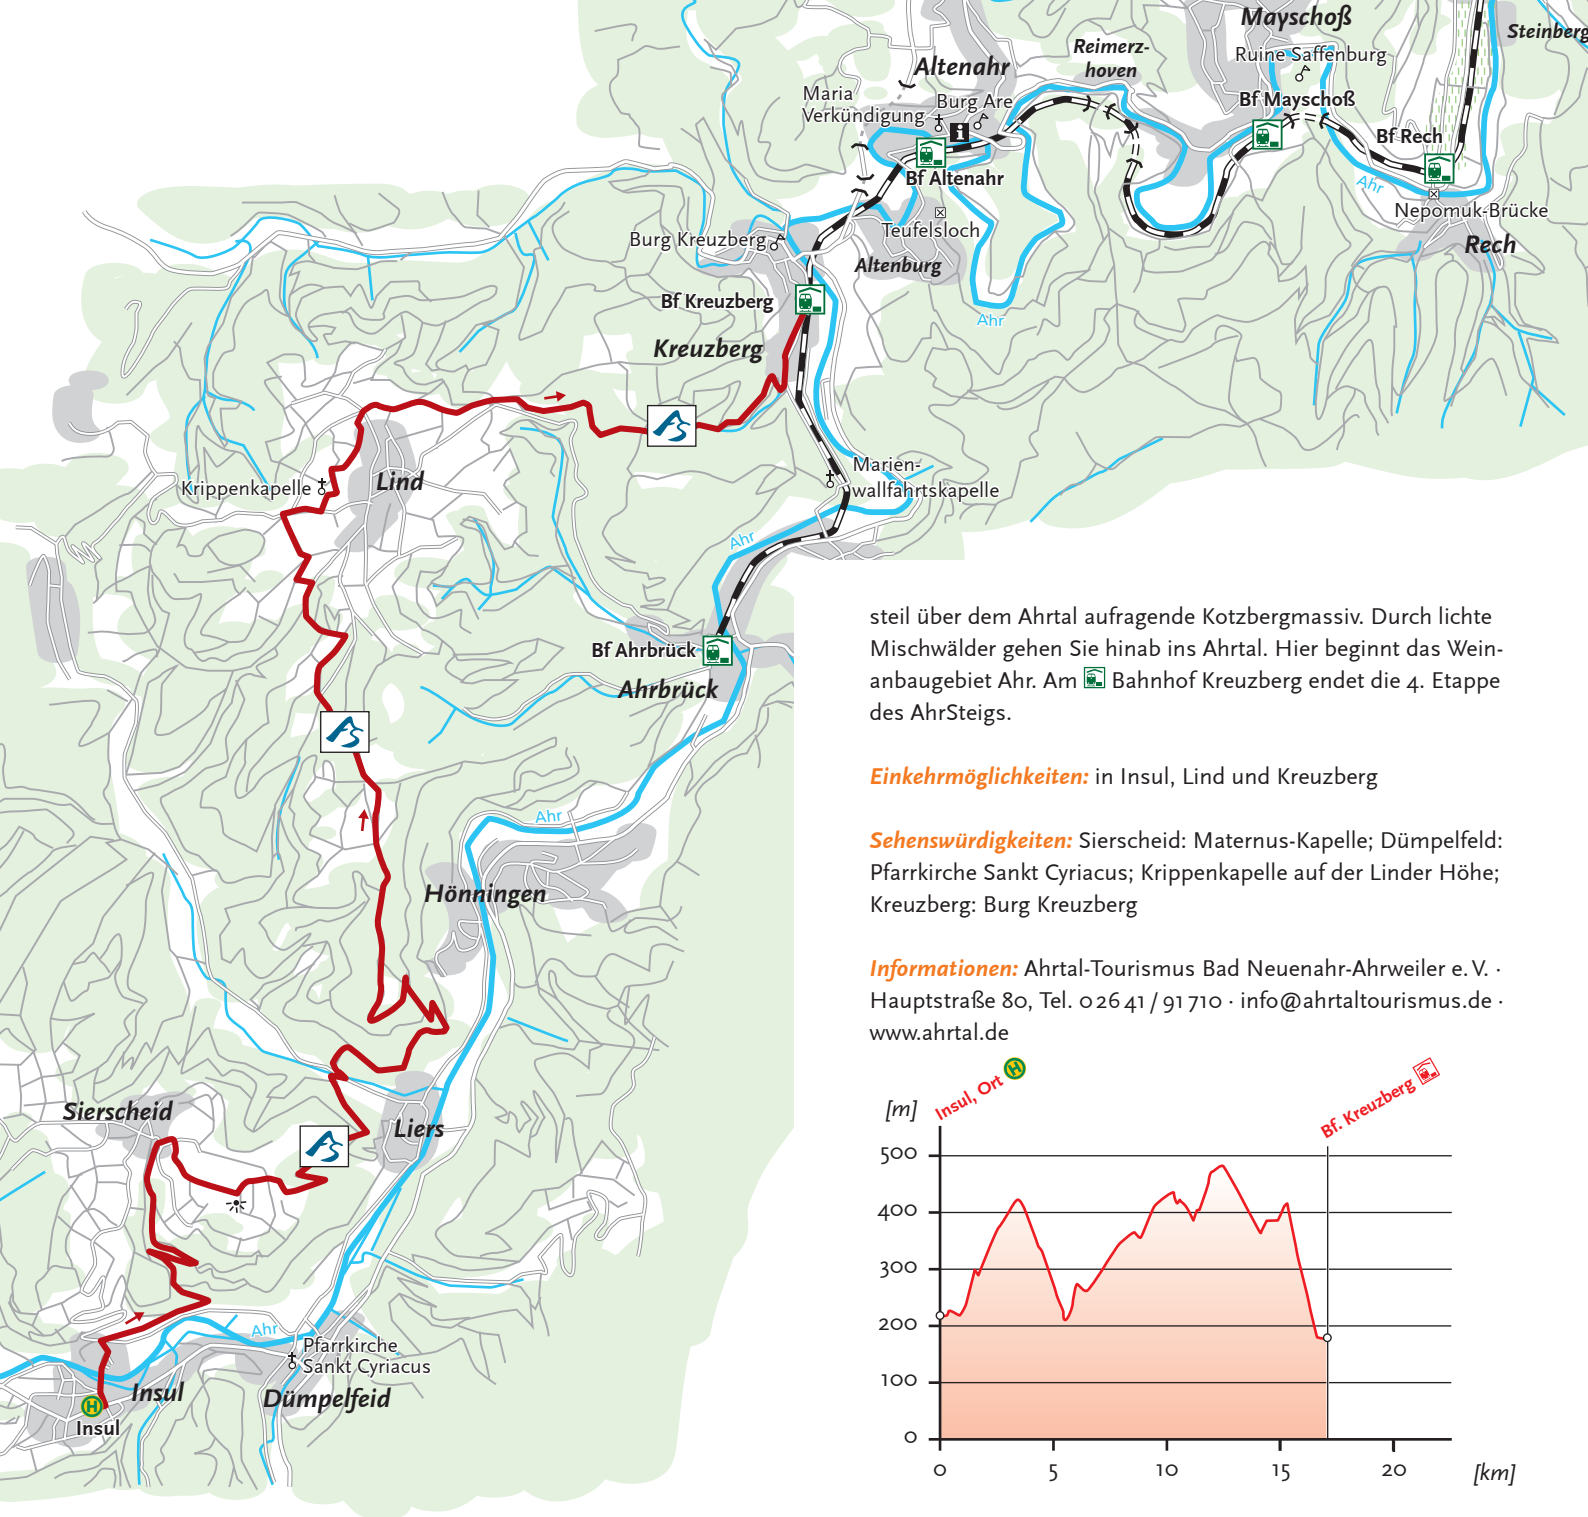 Mayschoß
Steinberg
Ruine Saffenburg
Reimerz-
hoven
Altenahr
Maria
Verkündigung
Burg Are
i
Bf Mayschoß
Bf Rech
Bf Altenahr
Ahr
Nepomuk-Brücke
Rech
Teufelsloch
Altenburg
Burg Kreuzberg
Bf Kreuzberg
Ahr
Kreuzberg
Marien-
wallfahrtskapelle
Krippenkapelle
Lind
Ahr
Bf Ahrbrück
Ahrbrück
Ahr
Hönningen
Sierscheid
Liers
Ahr
Pfarrkirche
Sankt Cyriacus
Insul
Dümpelfeid
H
Insul
steil über dem Ahrtal aufragende Kotzbergmassiv. Durch lichte
Mischwälder gehen Sie hinab ins Ahrtal. Hier beginnt das Wein-
anbaugebiet Ahr. Am Bahnhof Kreuzberg endet die 4. Etappe
des AhrSteigs.
Einkehrmöglichkeiten: in Insul, Lind und Kreuzberg
Sehenswürdigkeiten: Sierscheid: Maternus-Kapelle; Dümpelfeld:
Pfarrkirche Sankt Cyriacus; Krippenkapelle auf der Linder Höhe;
Kreuzberg: Burg Kreuzberg
Informationen: Ahrtal-Tourismus Bad Neuenahr-Ahrweiler e. V. ·
Hauptstraße 80, Tel. 0 26 41 / 91 710 · info@ahrtaltourismus.de ·
www.ahrtal.de
Insul, Ort H
Bf. Kreuzberg
[m]
500
400
300
200
100
0
0 5 10 15 20 [km]